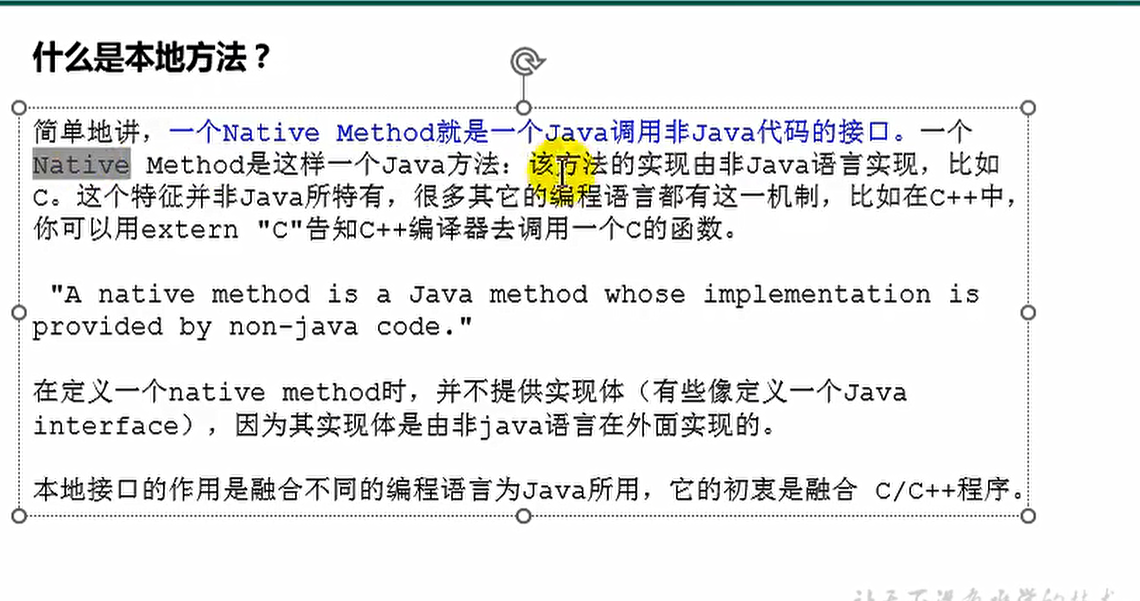 什么是本地方法？
简单地讲，一个Native Method就是一个Java调用非Java代码的接口。一个
Native Method是这样一个Java方法：该方法的实现由非Java语言实现，比如
C。这个特征并非Java所特有，很多其它的编程语言都有这一机制，比如在C++中，
你可以用extern "C"告知C++编译器去调用一个C的函数。
"A native method is a Java method whose implementation is
provided by non-java code."
在定义一个native method时，并不提供实现体（有些像定义一个Java
interface），因为其实现体是由非java语言在外面实现的。
本地接口的作用是融合不同的编程语言为Java所用，它的初衷是融合 C/C++程序。